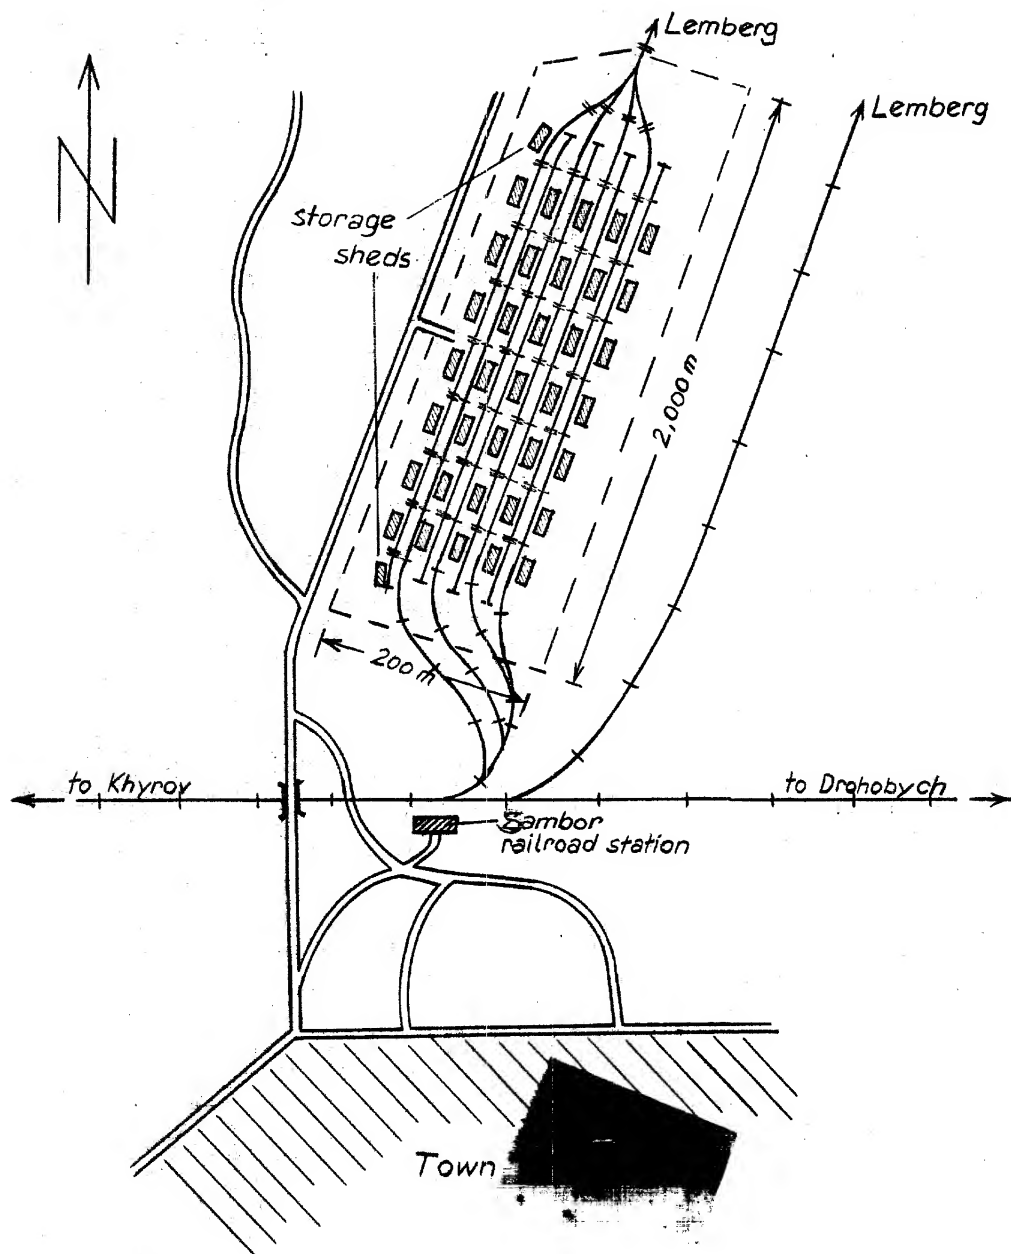 Lemberg
Lemberg
N
storage
sheds
2,000 m
200 m
to Khyrov
to Drohobych
Sambor
railroad station
Town